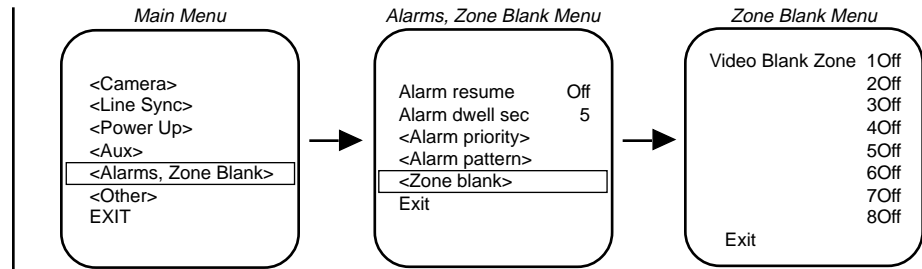 Main Menu
<Camera>
<Line Sync>
<Power Up>
<Aux>
<Alarms, Zone Blank>
<Other>
EXIT
Alarms, Zone Blank Menu
Alarm resume Off
Alarm dwell sec 5
<Alarm priority>
<Alarm pattern>
<Zone blank>
Exit
Zone Blank Menu
Video Blank Zone 1Off
2Off
3Off
4Off
5Off
6Off
7Off
8Off
Exit